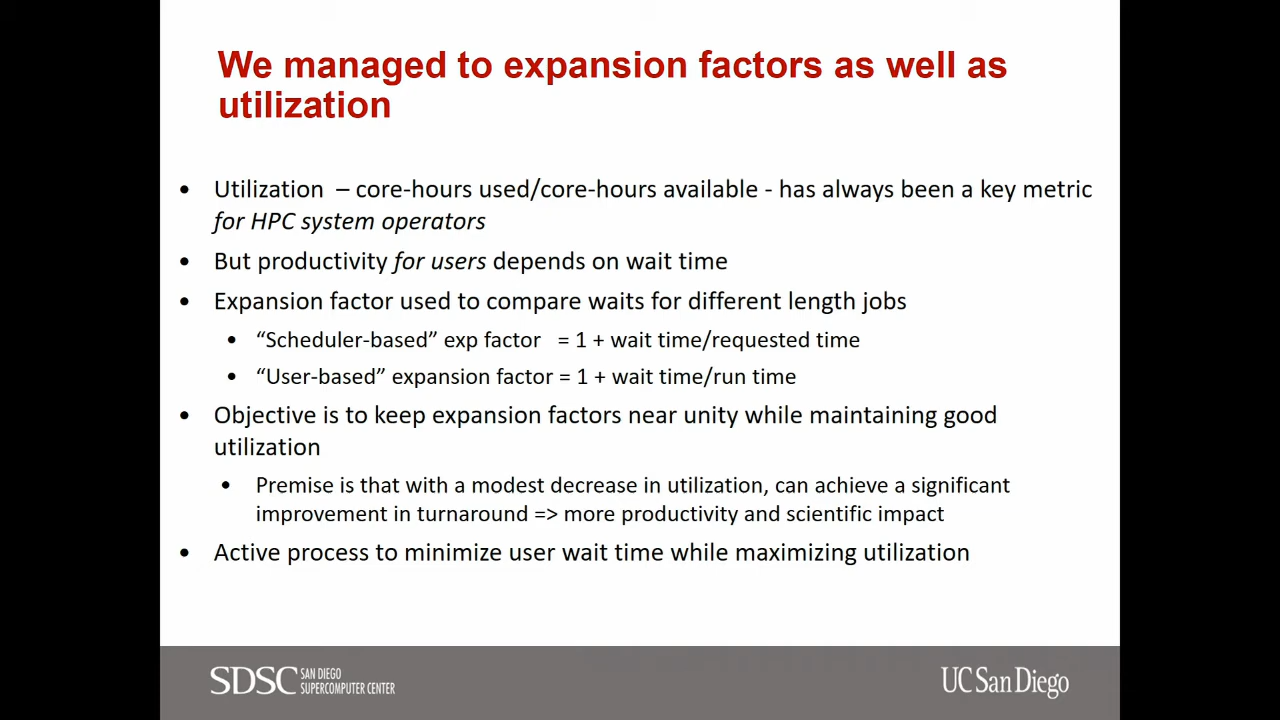 We managed to expansion factors as well as
utilization
• Utilization – core-hours used/core-hours available - has always been a key metric
for HPC system operators
• But productivity for users depends on wait time
• Expansion factor used to compare waits for different length jobs
• “Scheduler-based” exp factor = 1 + wait time/requested time
• “User-based” expansion factor = 1 + wait time/run time
• Objective is to keep expansion factors near unity while maintaining good
utilization
• Premise is that with a modest decrease in utilization, can achieve a significant
improvement in turnaround => more productivity and scientific impact
• Active process to minimize user wait time while maximizing utilization
SDSC SAN DIEGO
SUPERCOMPUTER CENTER
UC San Diego